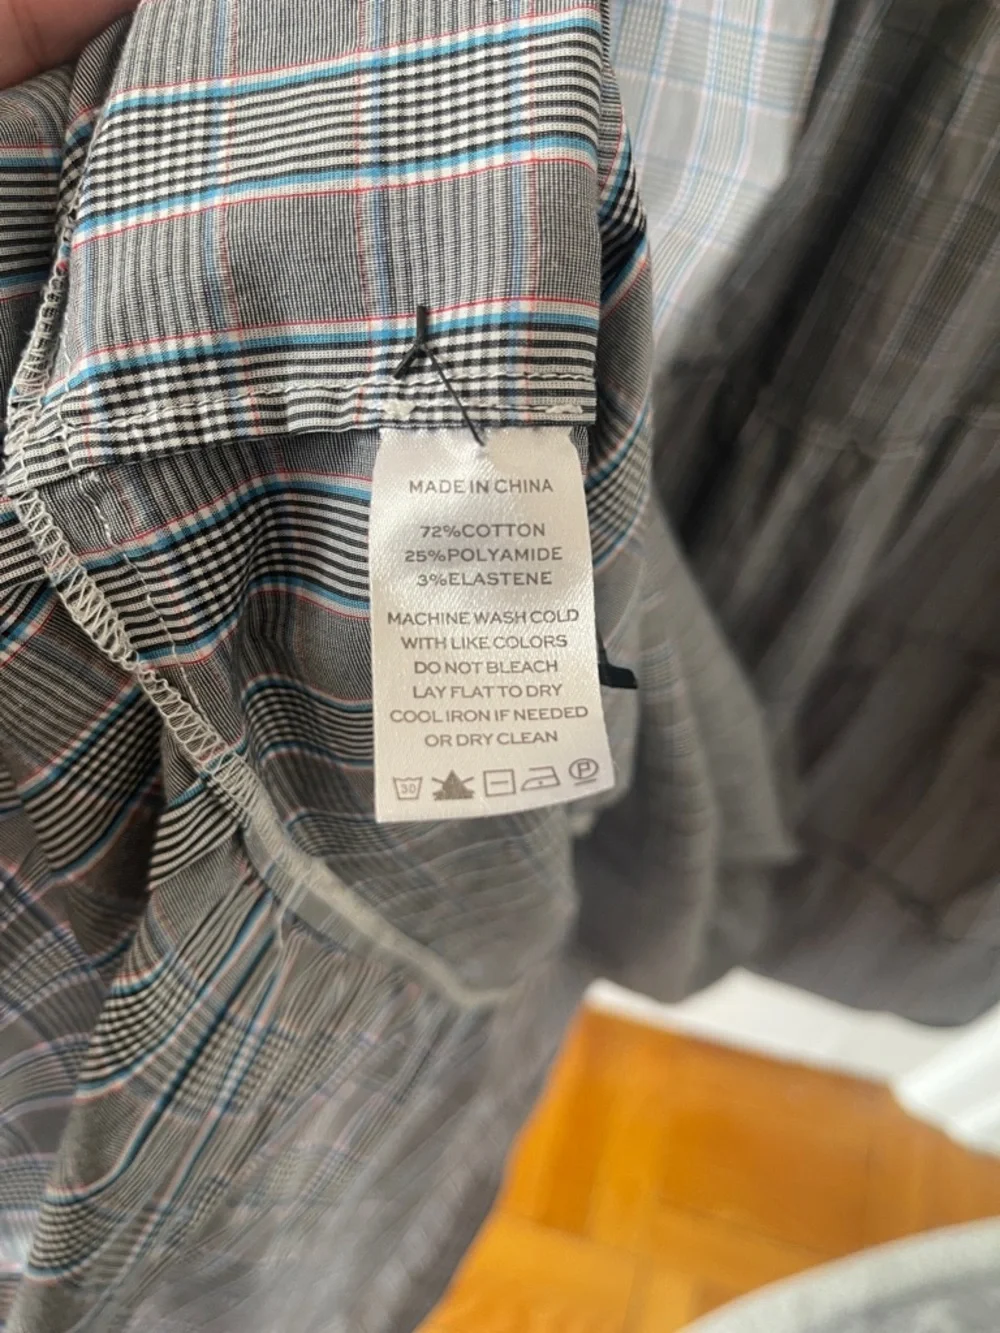 MADE IN CHINA
72%COTTON
25%POLYAMIDE
3%ELASTENE
MACHINE WASH COLD
WITH LIKE COLORS
DO NOT BLEACH
LAY FLAT TO DRY
COOL IRON IF NEEDED
OR DRY CLEAN
30 P